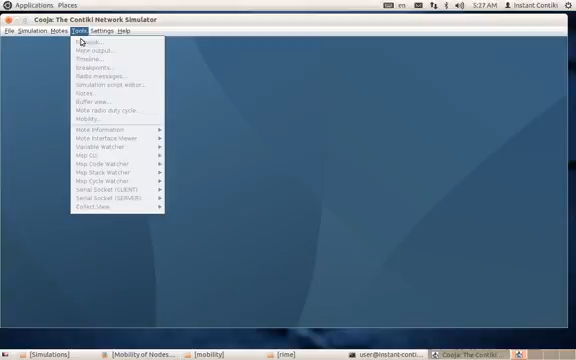 Applications Places en 5:27 AM Instant Contiki
Cooja: The Contiki Network Simulator
File Simulation Motes Tools Settings Help
Network...
Mote output...
Timeline...
Breakpoints...
Radio messages...
Simulation script editor...
Notes...
Buffer view...
Mote radio duty cycle...
Mobility...
Mote Information
Mote Interface Viewer
Variable Watcher
Msp CLI
Msp Code Watcher
Msp Stack Watcher
Msp Cycle Watcher
Serial Socket (CLIENT)
Serial Socket (SERVER)
Collect View
[Simulations] [Mobility of Nodes... [mobility] [rime] user@instant-conti... Cooja: The Contiki ...